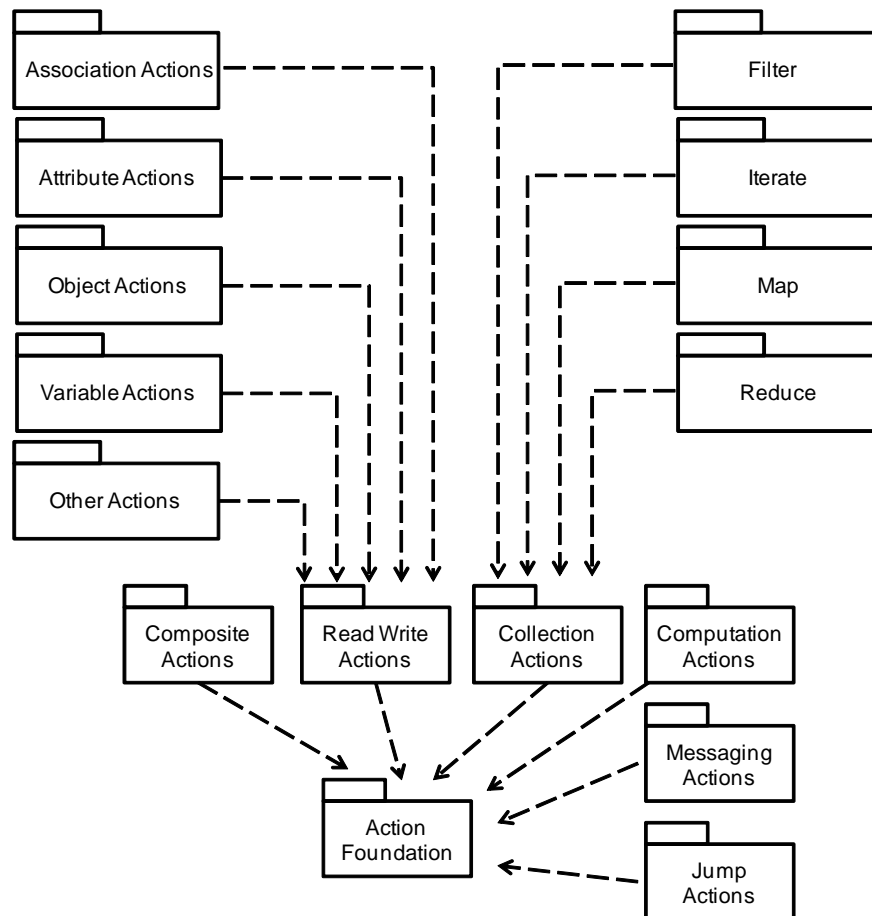 Association Actions
Filter
Attribute Actions
Iterate
Object Actions
Map
Variable Actions
Reduce
Other Actions
Composite
Actions
Read Write
Actions
Collection
Actions
Computation
Actions
Messaging
Actions
Action
Foundation
Jump
Actions